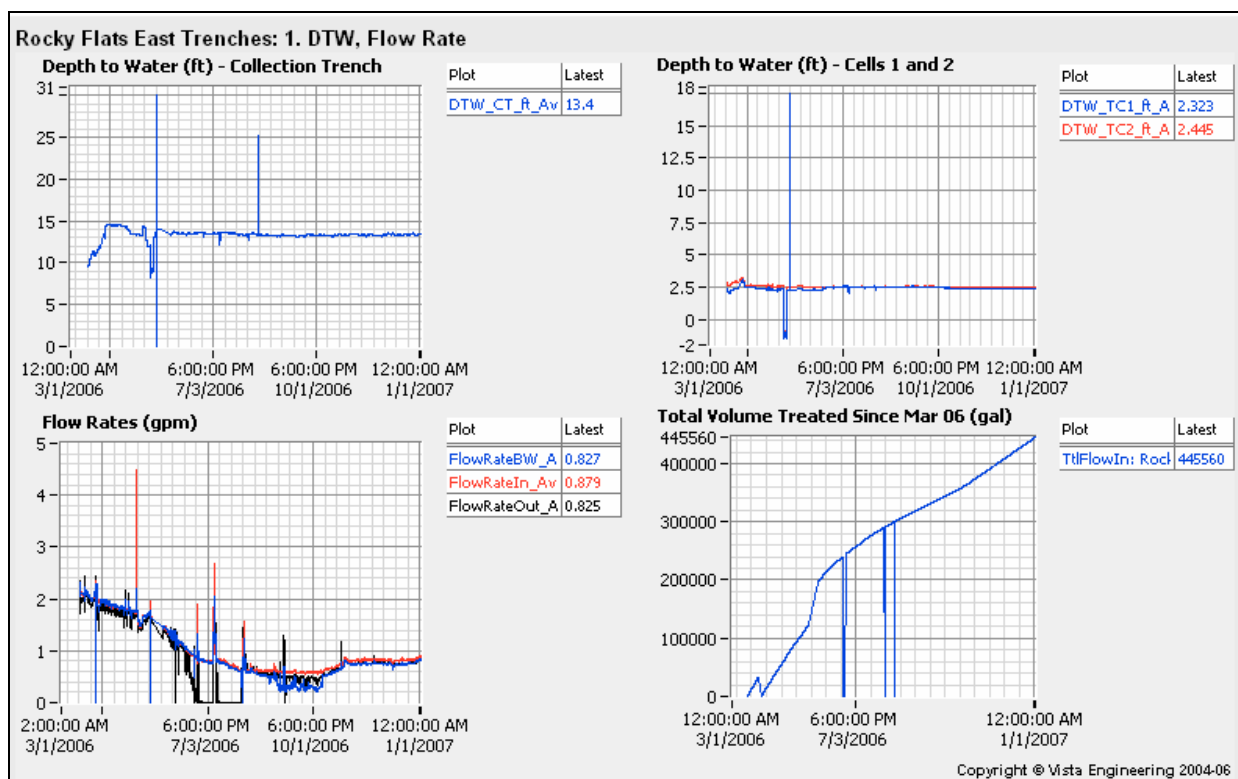 Rocky Flats East Trenches: 1. DTW, Flow Rate
Depth to Water (ft) - Collection Trench
31
25
20
15
10
5
0
12:00:00 AM 6:00:00 PM 6:00:00 PM 12:00:00 AM
3/1/2006 7/3/2006 10/1/2006 1/1/2007
Plot Latest
DTW_CT_ft_Av 13.4
Depth to Water (ft) - Cells 1 and 2
18
15
12.5
10
7.5
5
2.5
0
-2
12:00:00 AM 6:00:00 PM 6:00:00 PM 12:00:00 AM
3/1/2006 7/3/2006 10/1/2006 1/1/2007
Plot Latest
DTW_TC1_ft_A 2.323
DTW_TC2_ft_A 2.445
Flow Rates (gpm)
5
4
3
2
1
0
2:00:00 AM 6:00:00 PM 6:00:00 PM 12:00:00 AM
3/1/2006 7/3/2006 10/1/2006 1/1/2007
Plot Latest
FlowRateBW_A 0.827
FlowRateIn_Av 0.879
FlowRateOut_A 0.825
Total Volume Treated Since Mar 06 (gal)
445560
400000
300000
200000
100000
0
12:00:00 AM 6:00:00 PM 12:00:00 AM
3/1/2006 7/3/2006 1/1/2007
Plot Latest
TtlFlowIn: Rock 445560
Copyright © Vista Engineering 2004-06